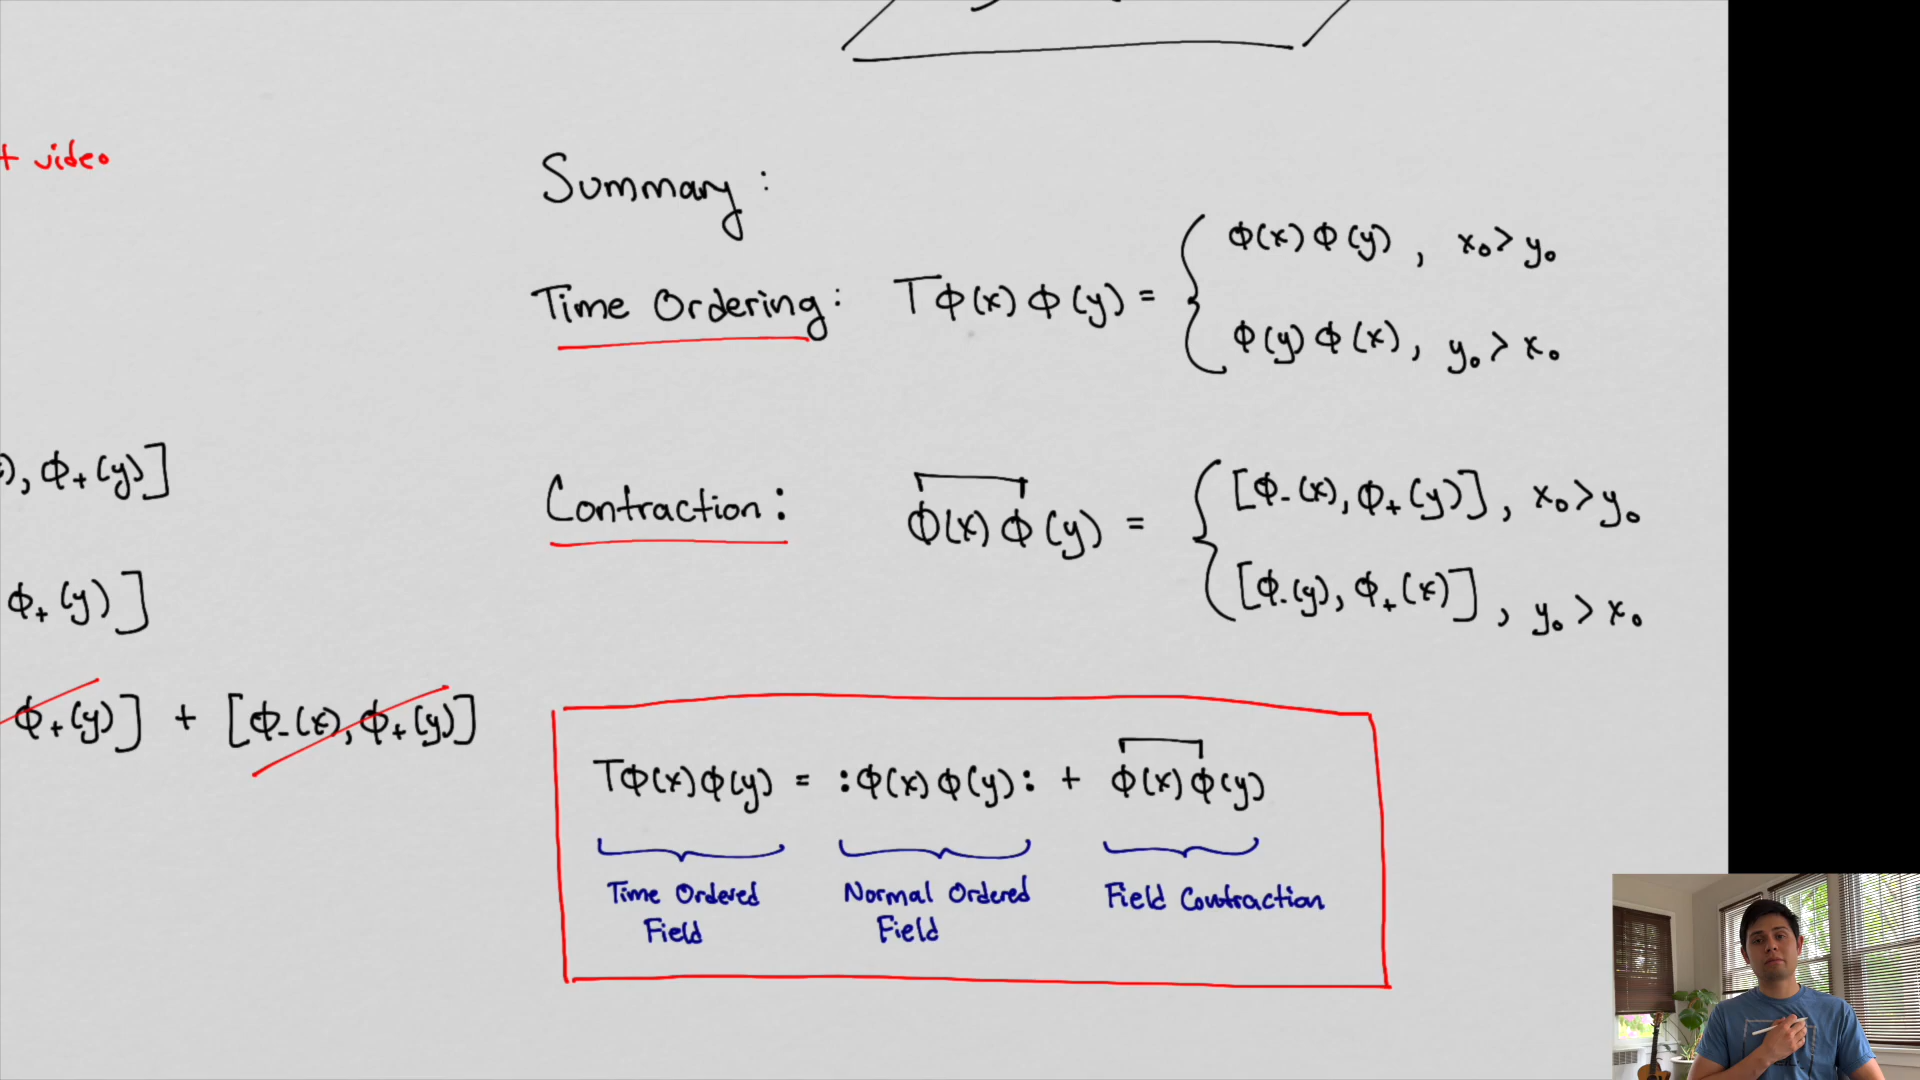 + video
Summary:
Time Ordering: Tϕ(x)ϕ(y) = { ϕ(x)ϕ(y), x₀>y₀
ϕ(y)ϕ(x), y₀>x₀
), ϕ₊(y)]
Contraction: ϕ(x)ϕ(y) = { [ϕ₋(x), ϕ₊(y)], x₀>y₀
[ϕ₋(y), ϕ₊(x)], y₀>x₀
ϕ₊(y)]
ϕ₊(y)] + [ϕ₋(x), ϕ₊(y)]
Tϕ(x)ϕ(y) = :ϕ(x)ϕ(y): + ϕ(x)ϕ(y)
Time Ordered
Field
Normal Ordered
Field
Field Contraction